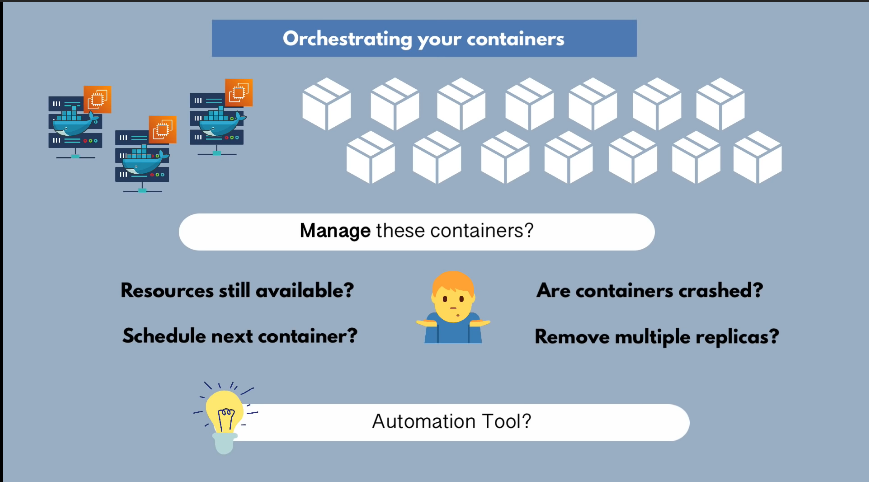 Orchestrating your containers
Manage these containers?
Resources still available?
Are containers crashed?
Schedule next container?
Remove multiple replicas?
Automation Tool?